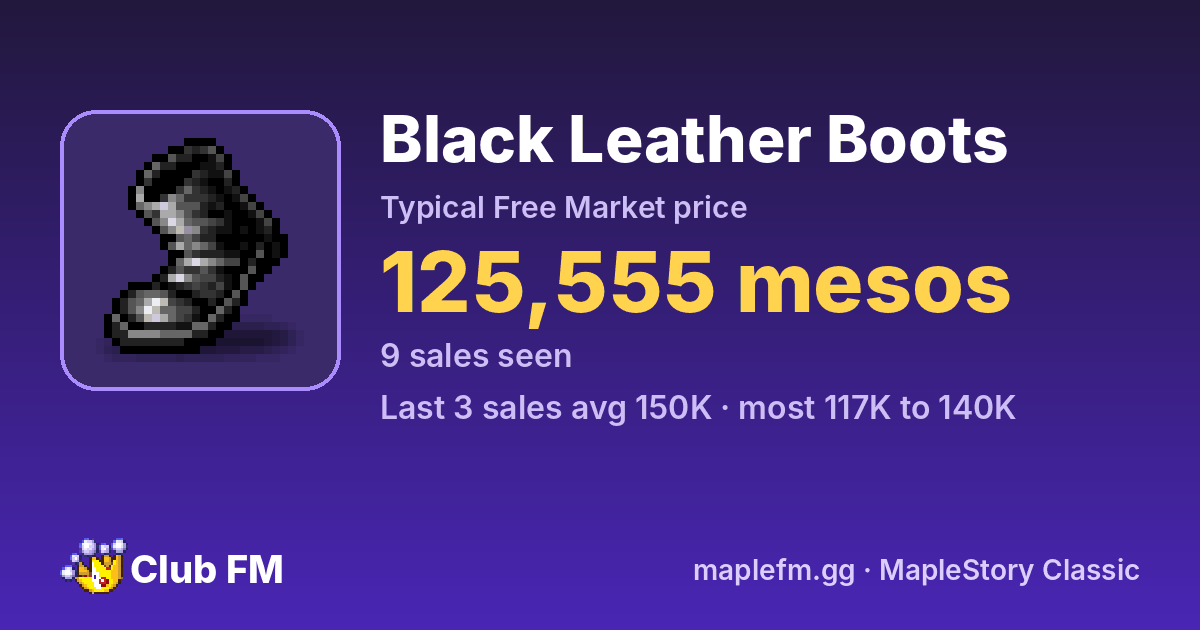 Black Leather Boots
Typical Free Market price
125,555 mesos
9 sales seen
Last 3 sales avg 150K · most 117K to 140K
Club FM
maplefm.gg · MapleStory Classic